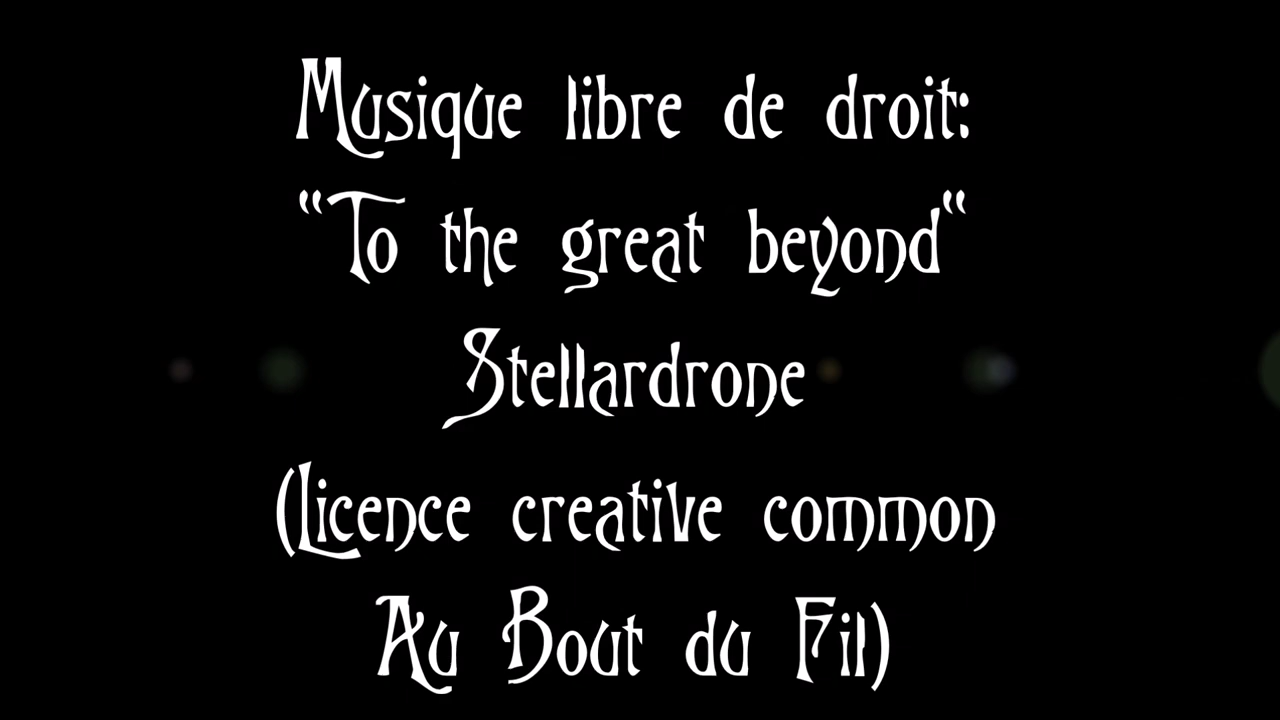 Musique libre de droit:
"To the great beyond"
Stellardrone
(Licence creative common
Au Bout du Fil)